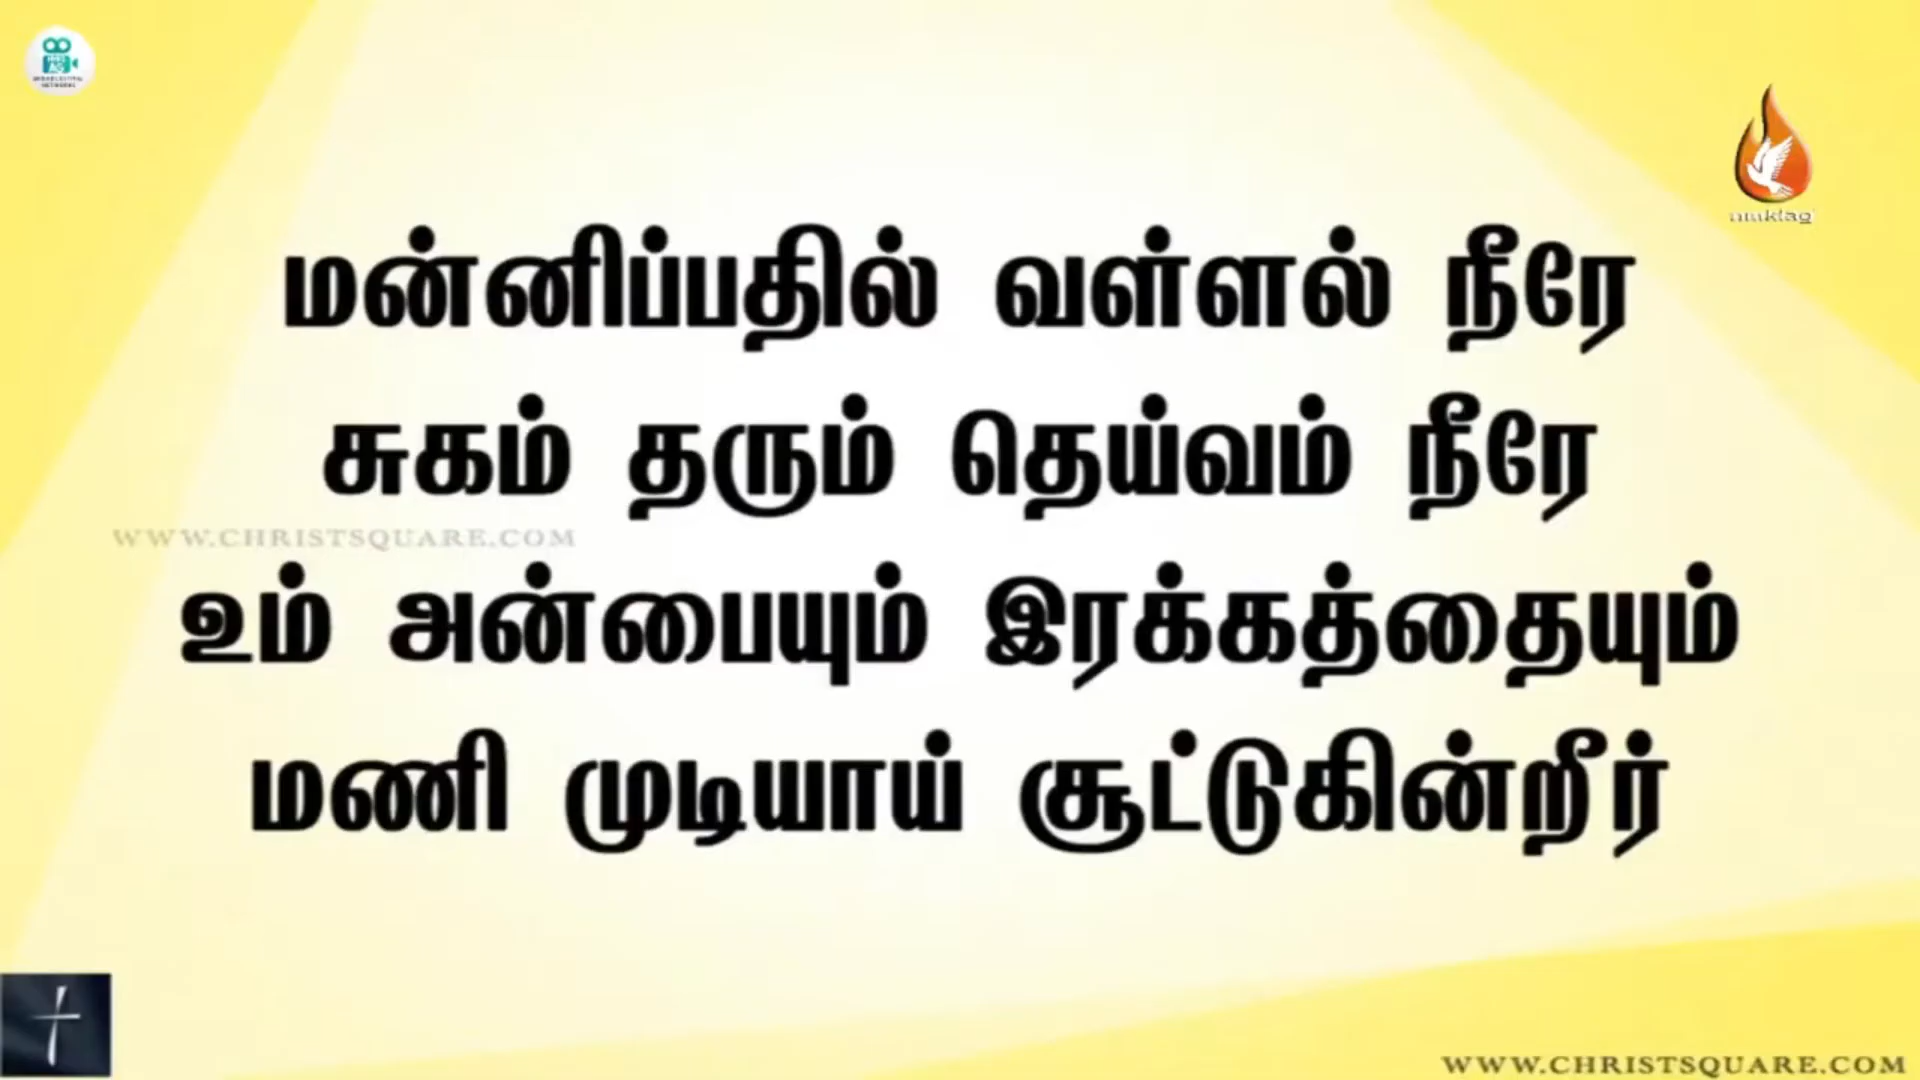 மன்னிப்பதில் வள்ளல் நீரே
சுகம் தரும் தெய்வம் நீரே
WWW.CHRISTSQUARE.COM
உம் அன்பையும் இரக்கத்தையும்
மணி முடியாய் சூட்டுகின்றீர்
WWW.CHRISTSQUARE.COM